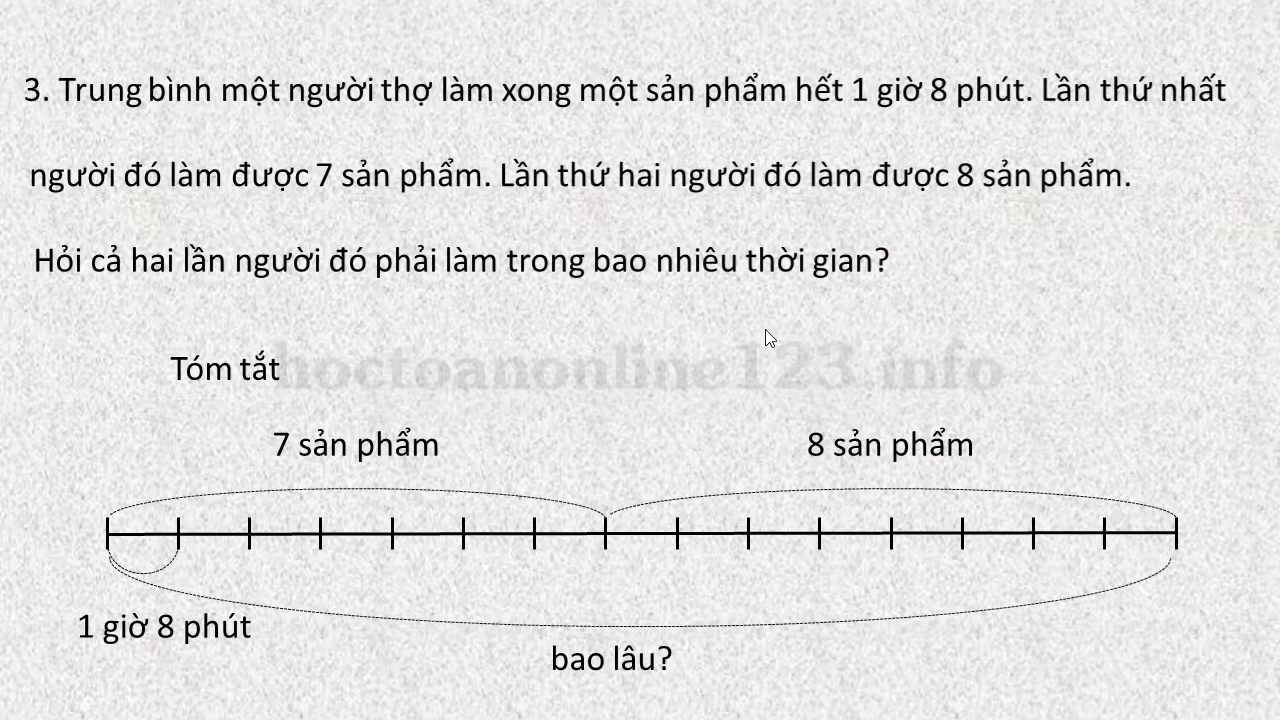 3. Trung bình một người thợ làm xong một sản phẩm hết 1 giờ 8 phút. Lần thứ nhất
người đó làm được 7 sản phẩm. Lần thứ hai người đó làm được 8 sản phẩm.
Hỏi cả hai lần người đó phải làm trong bao nhiêu thời gian?
hoctoanonline123.info
Tóm tắt
7 sản phẩm
8 sản phẩm
1 giờ 8 phút
bao lâu?